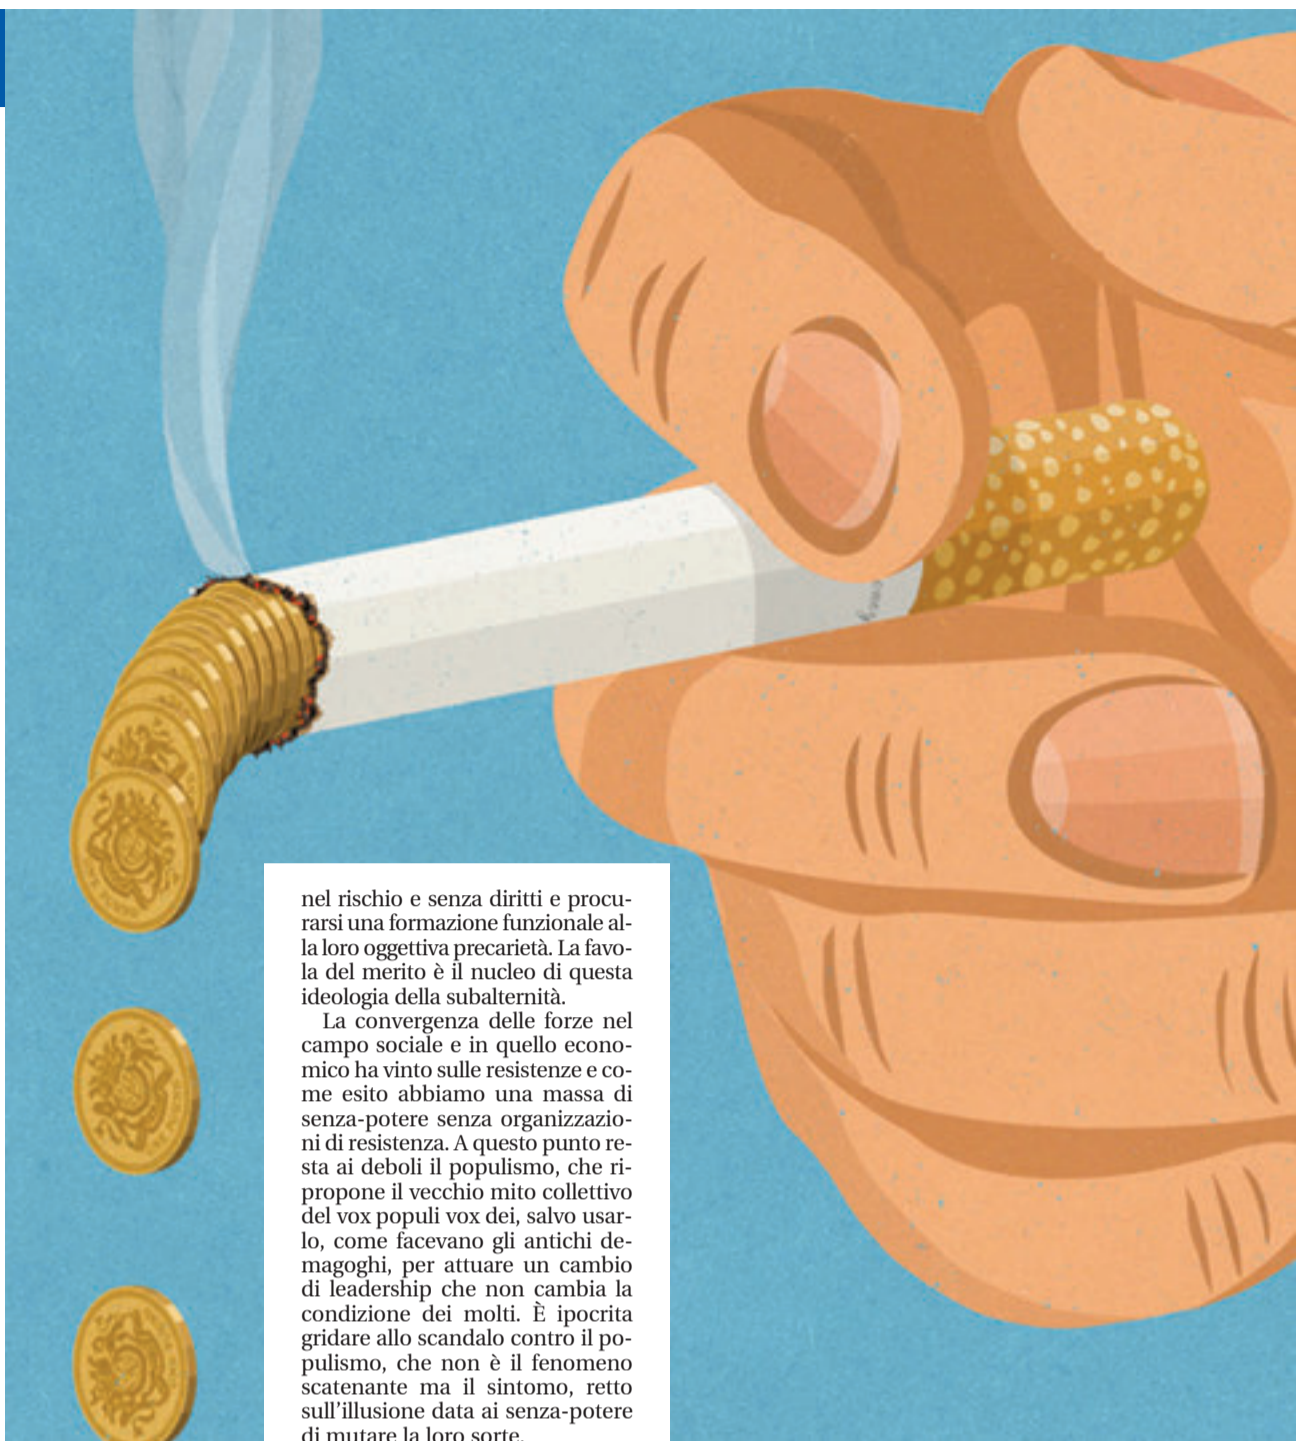 nel rischio e senza diritti e procu-
rarsi una formazione funzionale al-
la loro oggettiva precarietà. La favo-
la del merito è il nucleo di questa
ideologia della subalternità.
La convergenza delle forze nel
campo sociale e in quello econo-
mico ha vinto sulle resistenze e co-
me esito abbiamo una massa di
senza-potere senza organizzazio-
ni di resistenza. A questo punto re-
sta ai deboli il populismo, che ri-
propone il vecchio mito collettivo
del vox populi vox dei, salvo usar-
lo, come facevano gli antichi de-
magoghi, per attuare un cambio
di leadership che non cambia la
condizione dei molti. È ipocrita
gridare allo scandalo contro il po-
pulismo, che non è il fenomeno
scatenante ma il sintomo, retto
sull'illusione data ai senza-potere
di mutare la loro sorte.